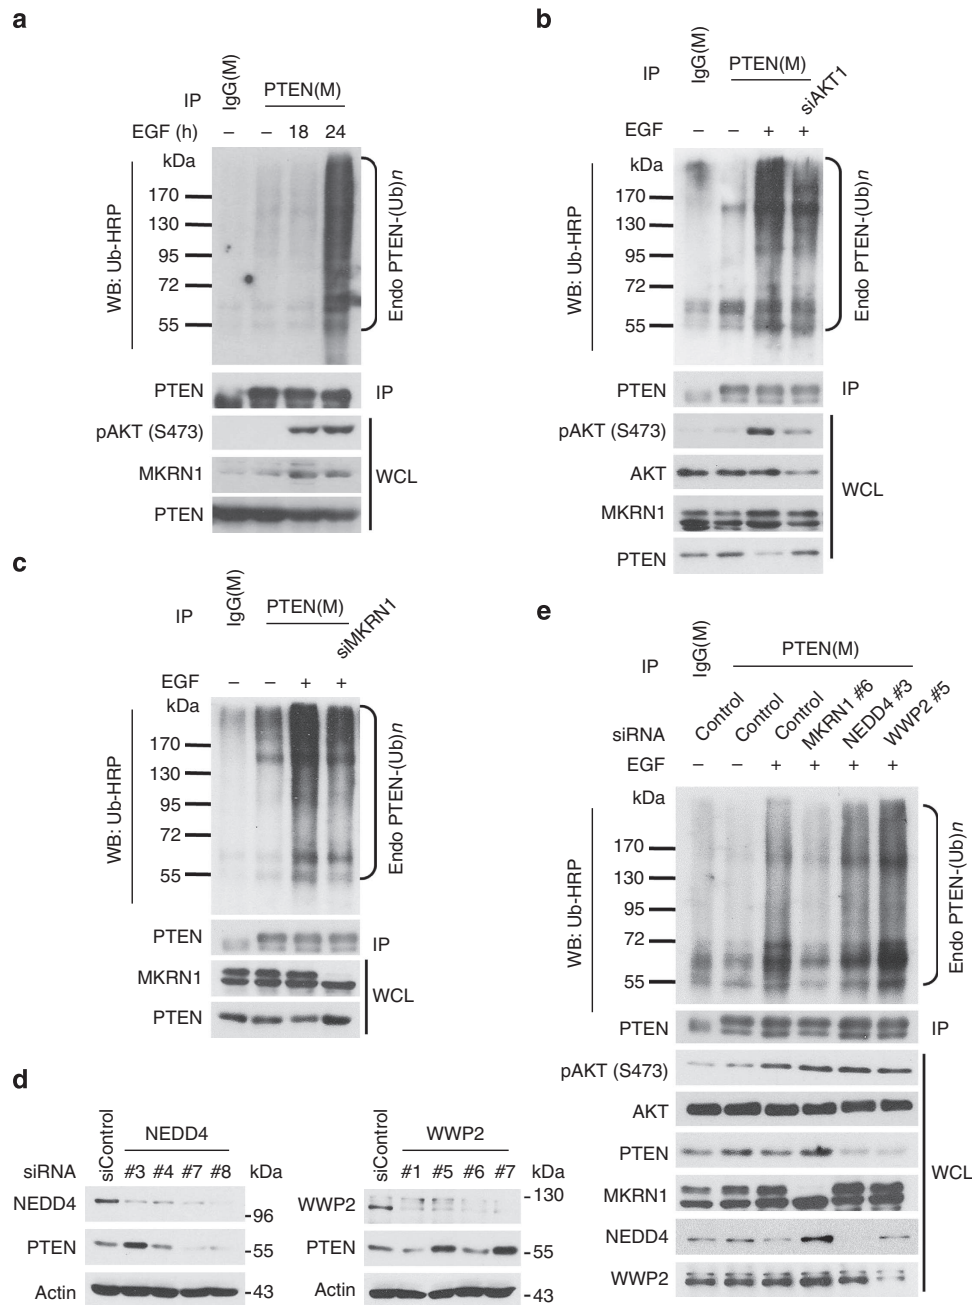 a
IP
IgG(M)
PTEN(M)
EGF (h) – – 18 24
kDa
170
130
95
72
55
WB: Ub-HRP
Endo PTEN-(Ub)n
PTEN IP
pAKT (S473)
MKRN1
PTEN
WCL
b
IP
IgG(M)
PTEN(M)
siAKT1
EGF – – + +
kDa
170
130
95
72
55
WB: Ub-HRP
Endo PTEN-(Ub)n
PTEN IP
pAKT (S473)
AKT
MKRN1
PTEN
WCL
c
IP
IgG(M)
PTEN(M)
siMKRN1
EGF – – + +
kDa
170
130
95
72
55
WB: Ub-HRP
Endo PTEN-(Ub)n
PTEN IP
MKRN1
PTEN
WCL
d
siControl
NEDD4
siRNA #3 #4 #7 #8 kDa
NEDD4
-96
PTEN -55
Actin -43
siControl
WWP2
#1 #5 #6 #7 kDa
-130
WWP2
PTEN -55
Actin -43
e
IP
IgG(M)
PTEN(M)
siRNA Control Control Control MKRN1 #6 NEDD4 #3 WWP2 #5
EGF – – + + + +
kDa
170
130
95
72
55
WB: Ub-HRP
Endo PTEN-(Ub)n
PTEN IP
pAKT (S473)
AKT
PTEN
MKRN1
NEDD4
WWP2
WCL